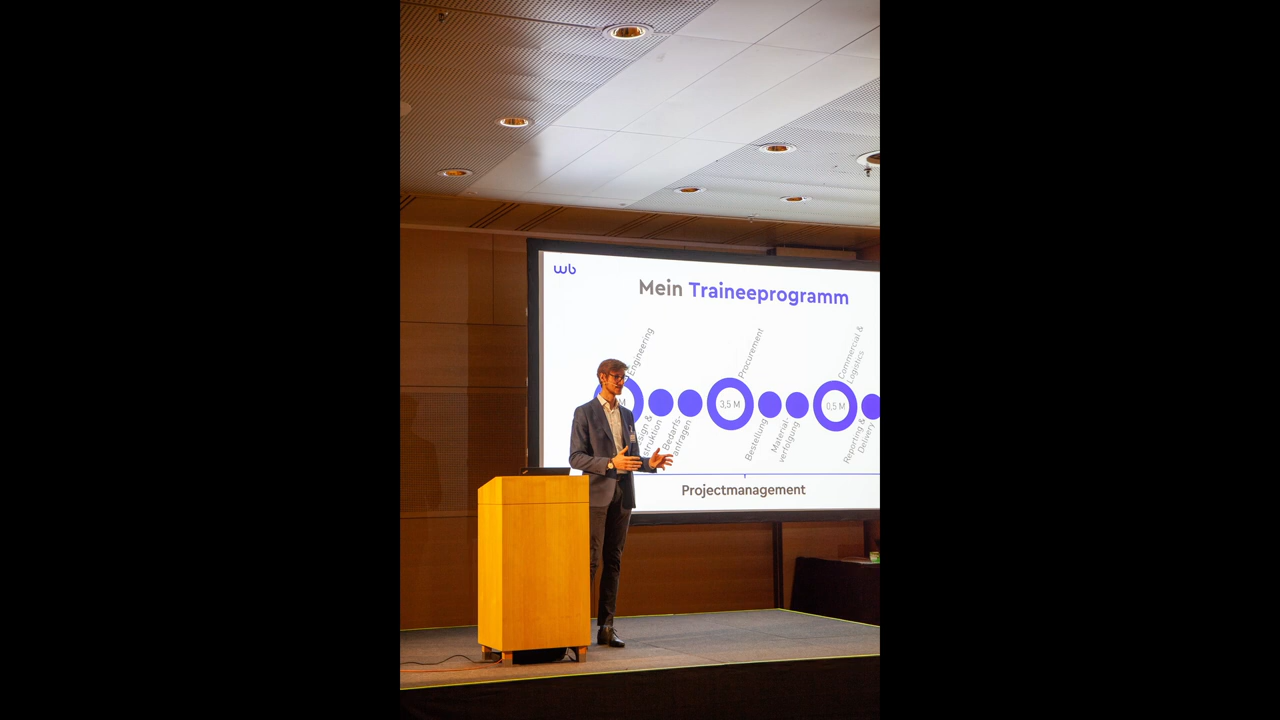 wb
Mein Traineeprogramm
Engineering
Procurement
Commercial &
Logistics
M
3,5 M
0,5 M
&
Bedarfs-
anfragen
Bestellung
Material-
verfolgung
Reporting &
Delivery
Projectmanagement